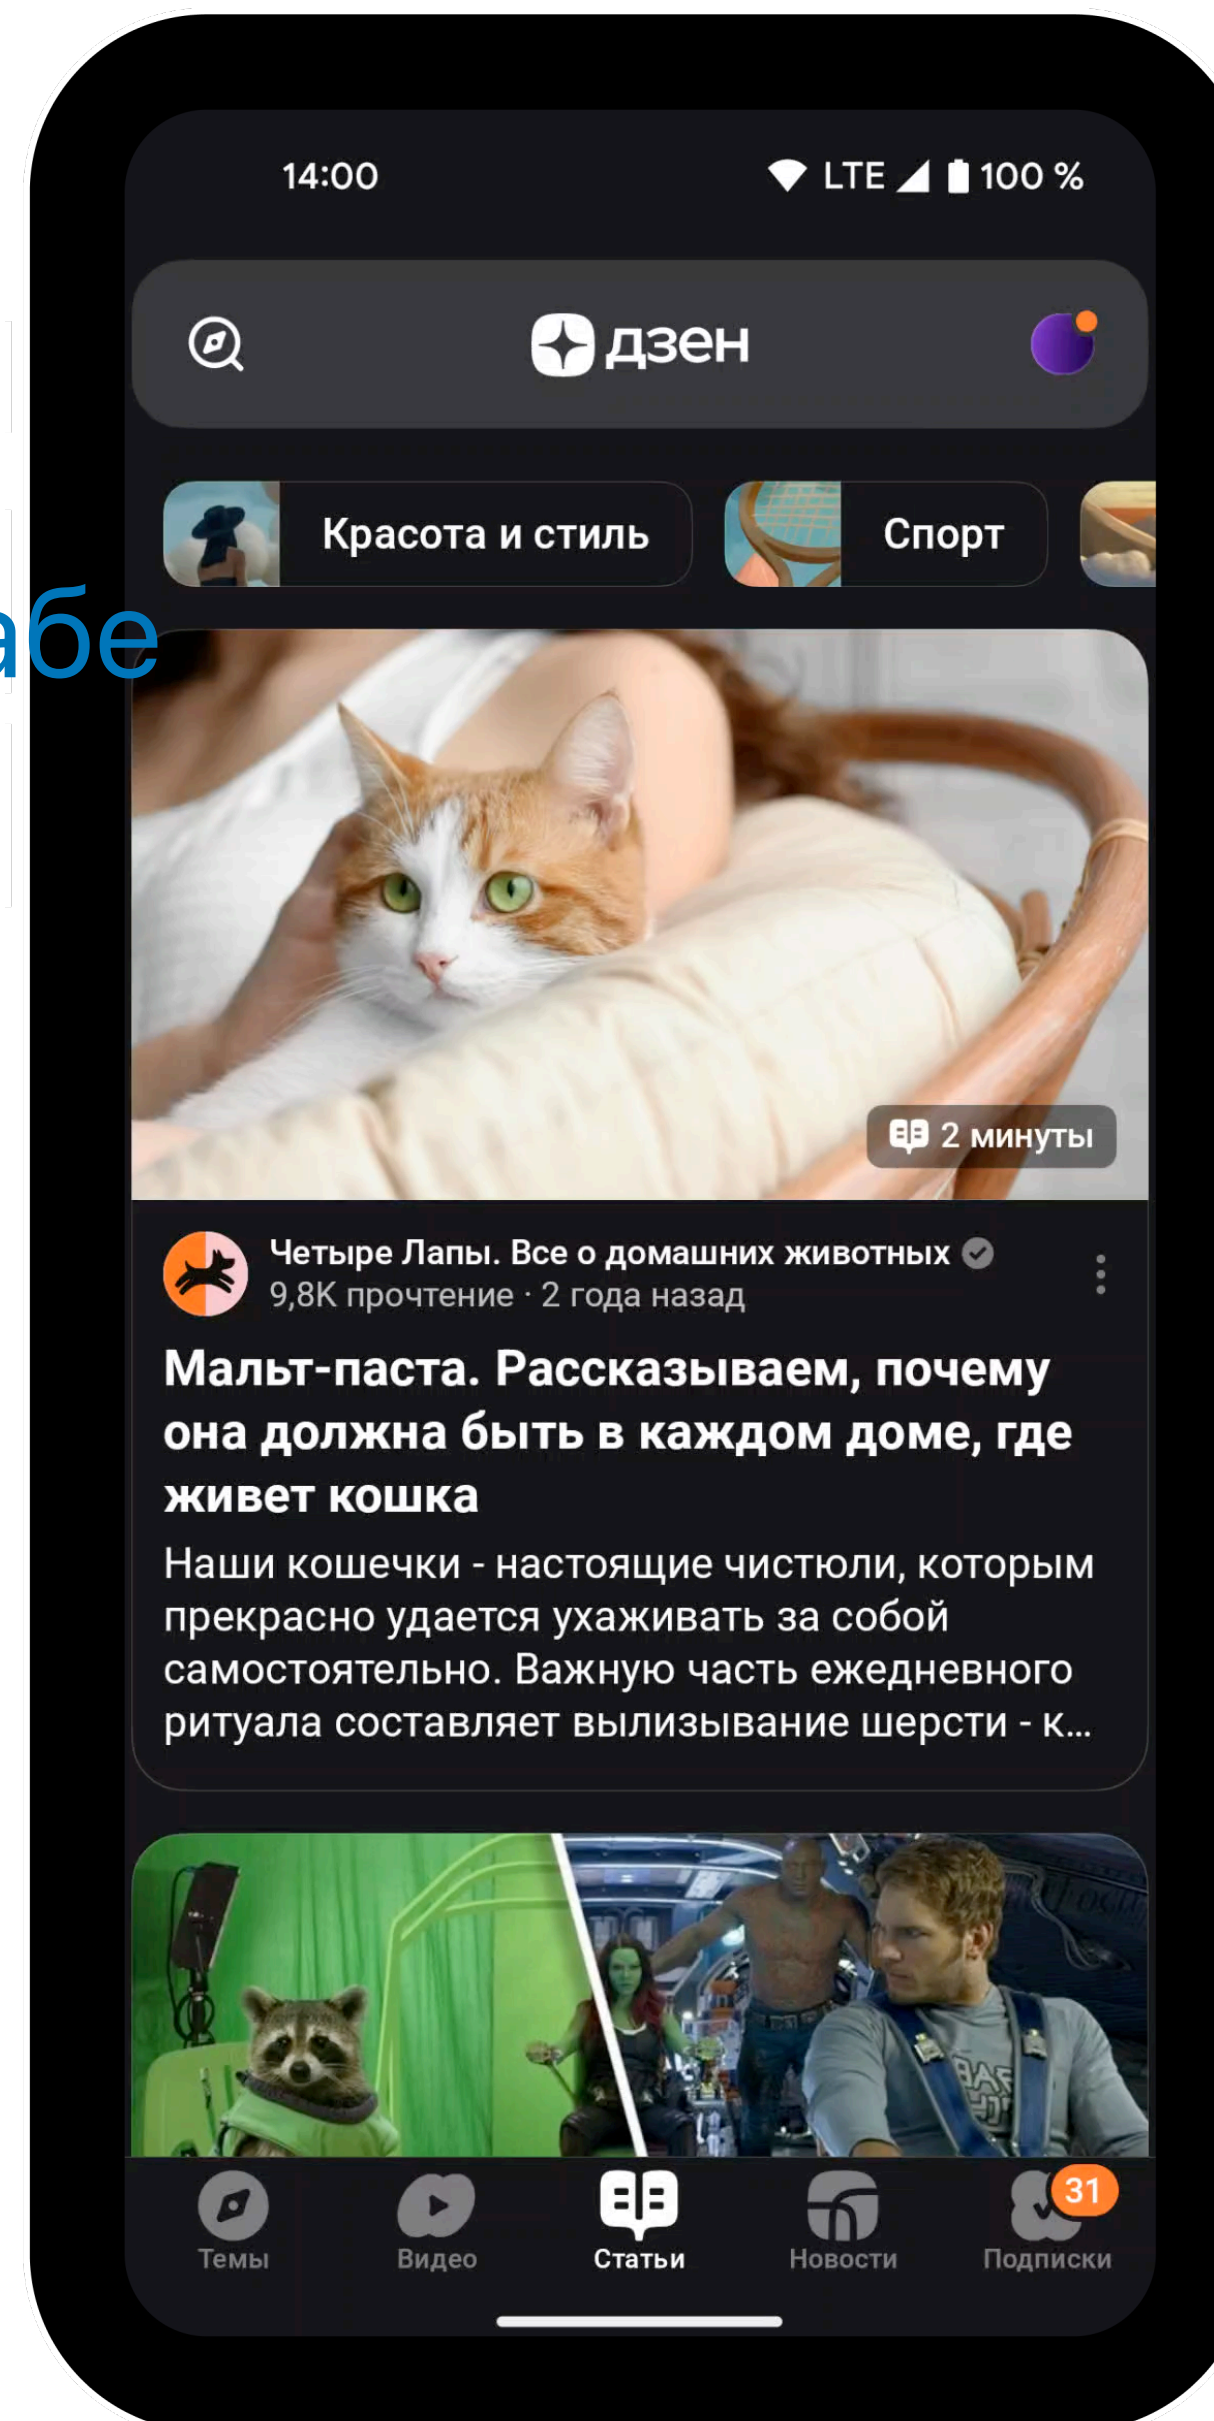 14:00
LTE 100 %
дзен
Красота и стиль
Спорт
абе
2 минуты
Четыре Лапы. Все о домашних животных
9,8K прочтение · 2 года назад
Мальт-паста. Рассказываем, почему
она должна быть в каждом доме, где
живет кошка
Наши кошечки - настоящие чистюли, которым
прекрасно удается ухаживать за собой
самостоятельно. Важную часть ежедневного
ритуала составляет вылизывание шерсти - к...
31
Темы
Видео
Статьи
Новости
Подписки